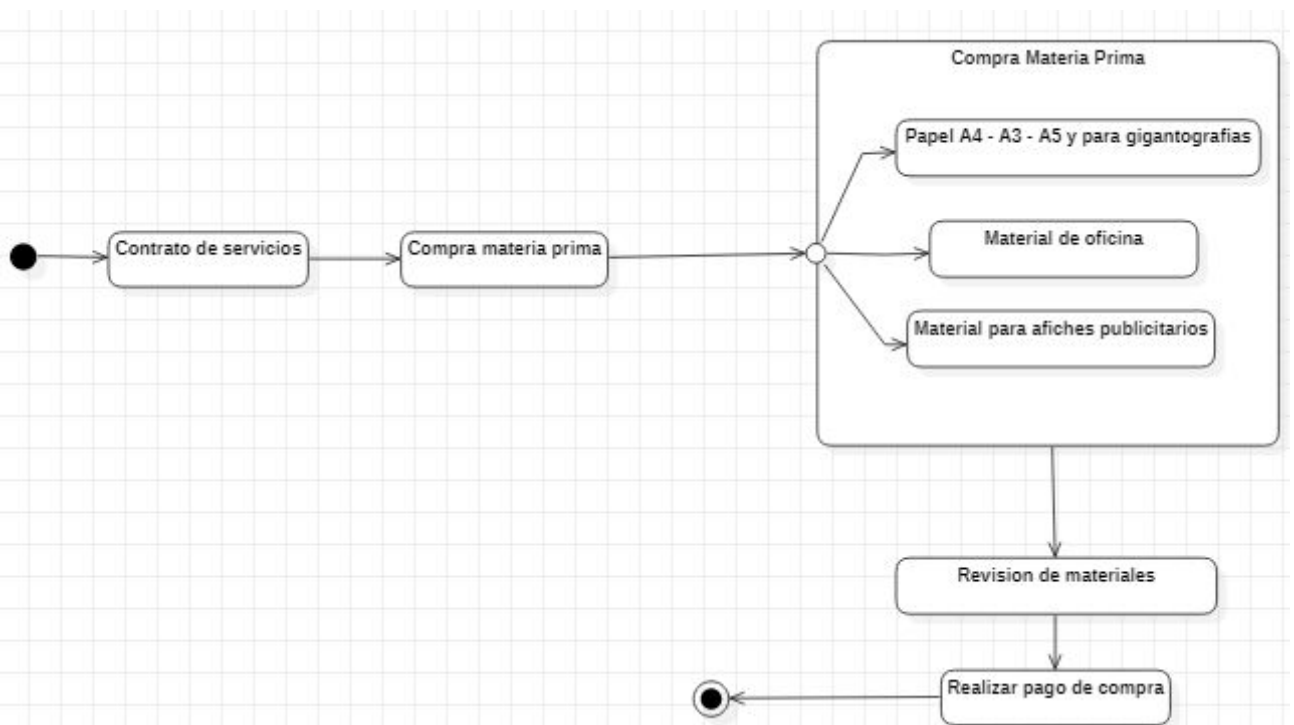 Compra Materia Prima
Papel A4 - A3 - A5 y para gigantografias
Contrato de servicios
Compra materia prima
Material de oficina
Material para afiches publicitarios
Revision de materiales
Realizar pago de compra